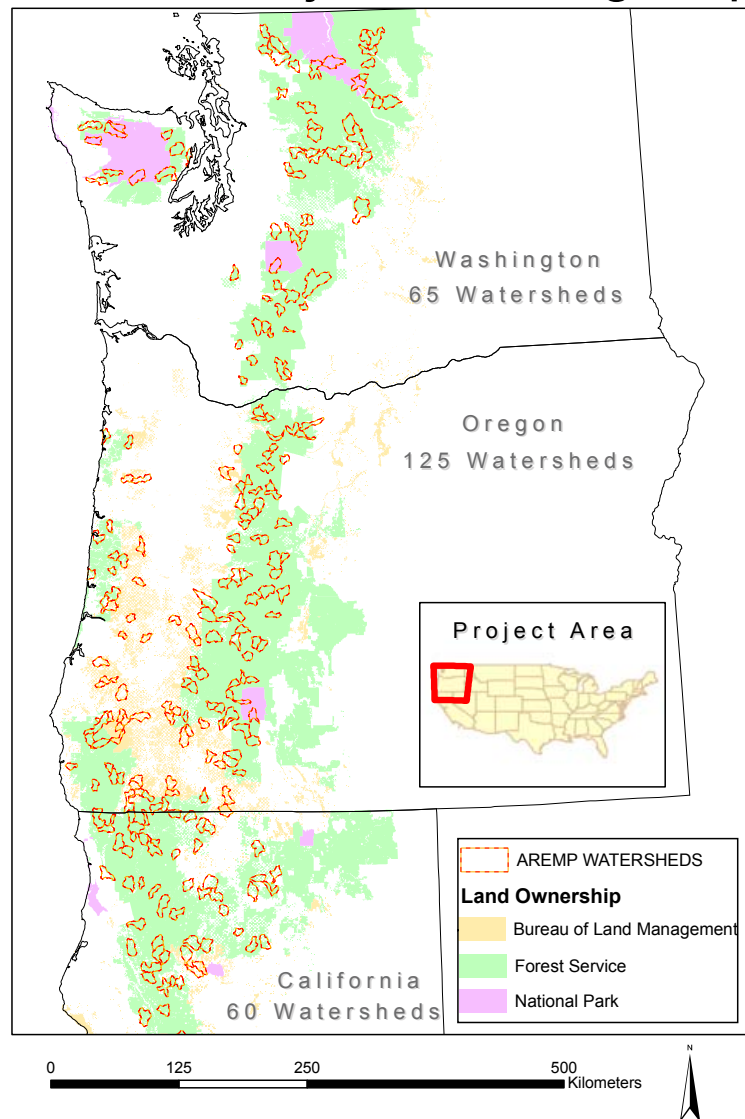 Washington
65 Watersheds
Oregon
125 Watersheds
Project Area
AREMP WATERSHEDS
Land Ownership
Bureau of Land Management
Forest Service
National Park
California
60 Watersheds
N
0 125 250 500
Kilometers